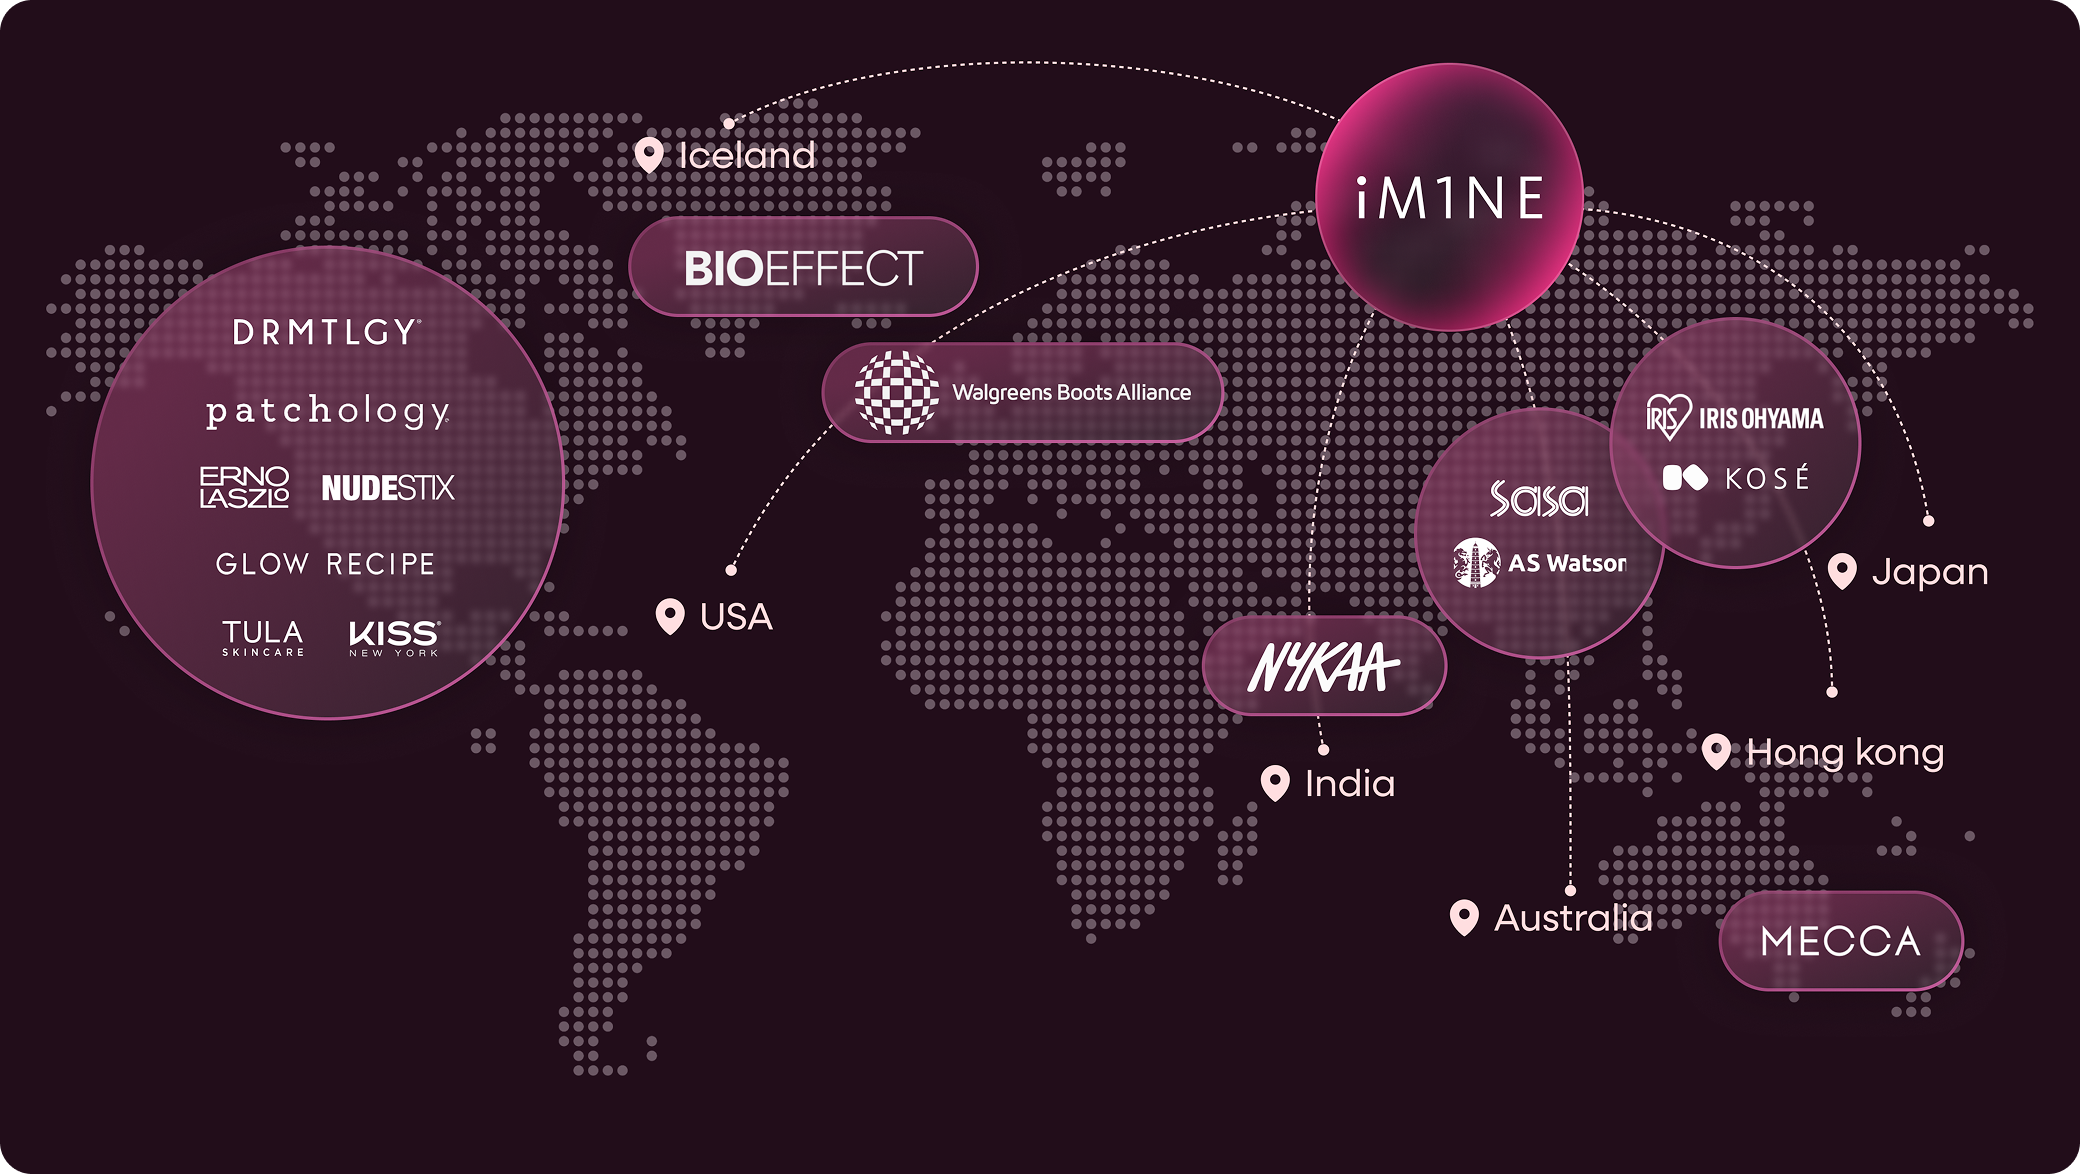 Iceland
iM1NE
BIOEFFECT
DRMTLGY®
patchology
Walgreens Boots Alliance
IRIS
IRIS OHYAMA
KOSÉ
ERNO
LASZLO
NUDESTIX
Sasa
AS Watson
GLOW RECIPE
Japan
USA
TULA
SKINCARE
KISS®
NEW YORK
NYKAA
Hong kong
India
Australia
MECCA